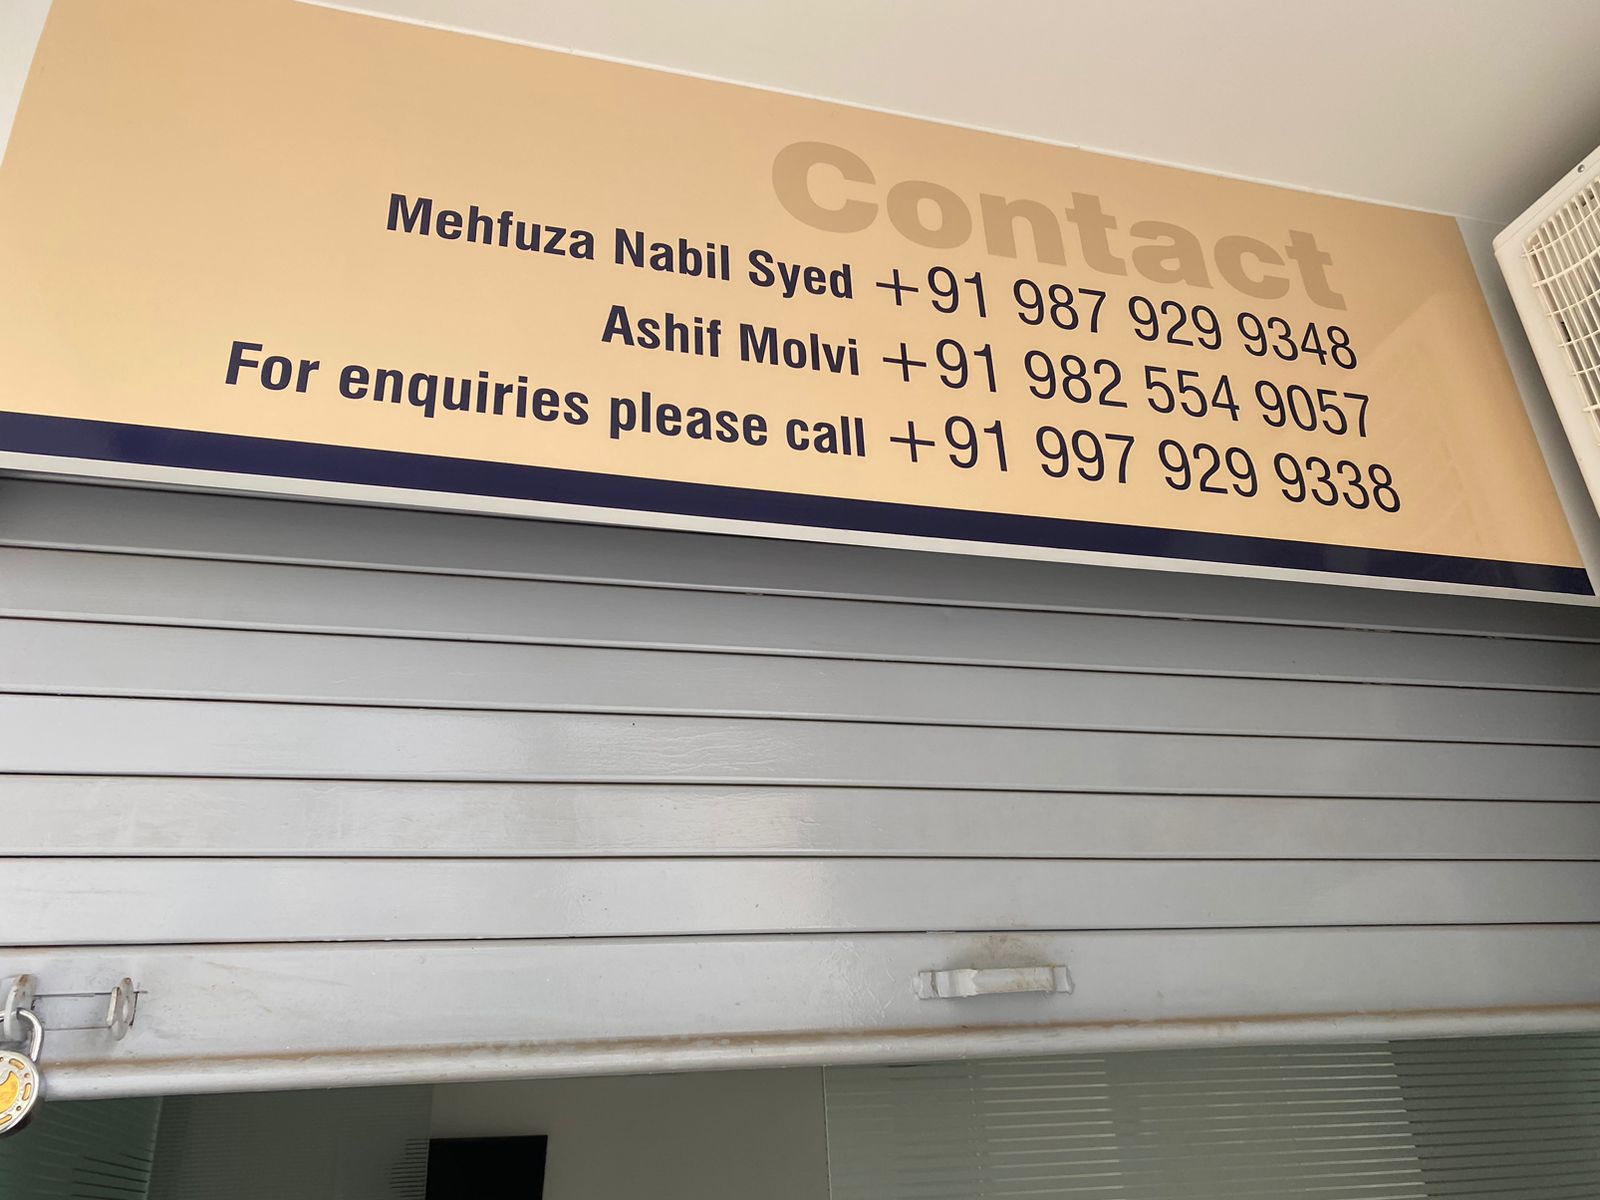 Contact
Mehfuza Nabil Syed +91 987 929 9348
Ashif Molvi +91 982 554 9057
For enquiries please call +91 997 929 9338